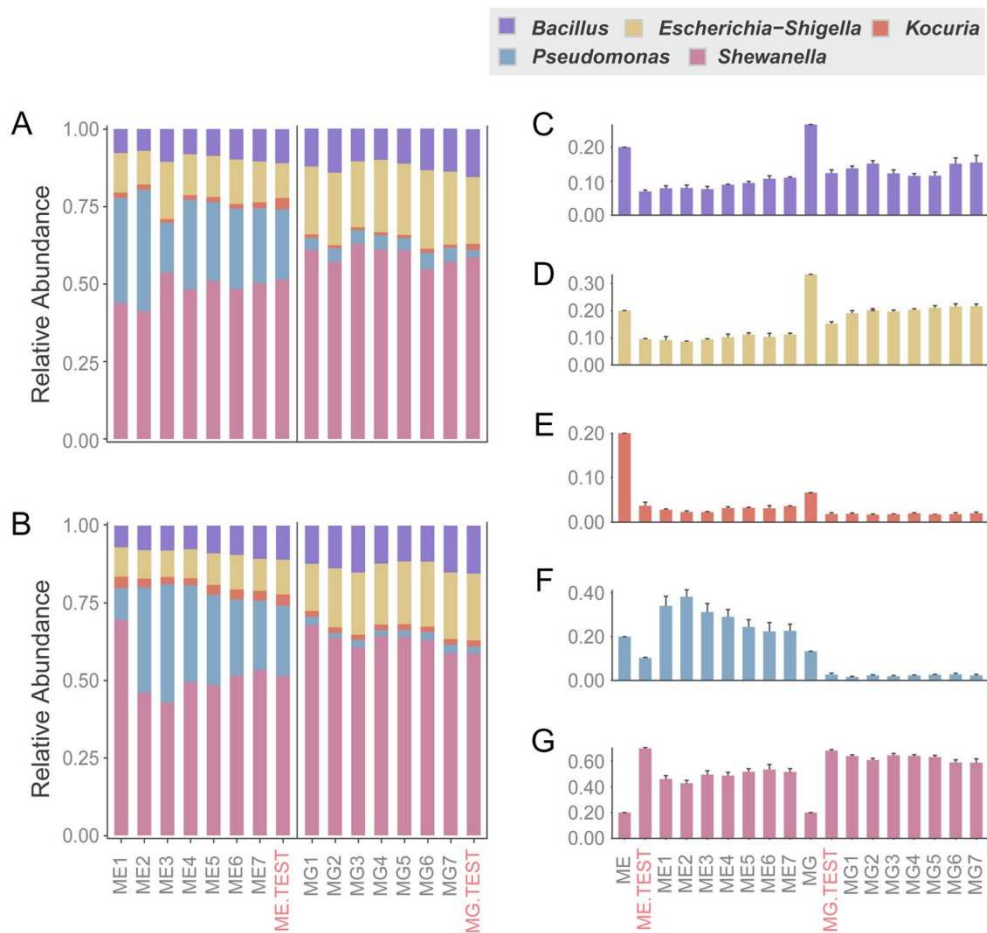 Bacillus Escherichia–Shigella Kocuria
Pseudomonas Shewanella
A
1.00
0.75
0.50
0.25
0.00
Relative Abundance
B
1.00
0.75
0.50
0.25
0.00
Relative Abundance
ME1 ME2 ME3 ME4 ME5 ME6 ME7 ME.TEST MG1 MG2 MG3 MG4 MG5 MG6 MG7 MG.TEST
C
0.20
0.10
0.00
D
0.30
0.20
0.10
0.00
E
0.20
0.10
0.00
F
0.40
0.20
0.00
G
0.60
0.40
0.20
0.00
ME ME.TEST ME1 ME2 ME3 ME4 ME5 ME6 ME7 MG MG.TEST MG1 MG2 MG3 MG4 MG5 MG6 MG7